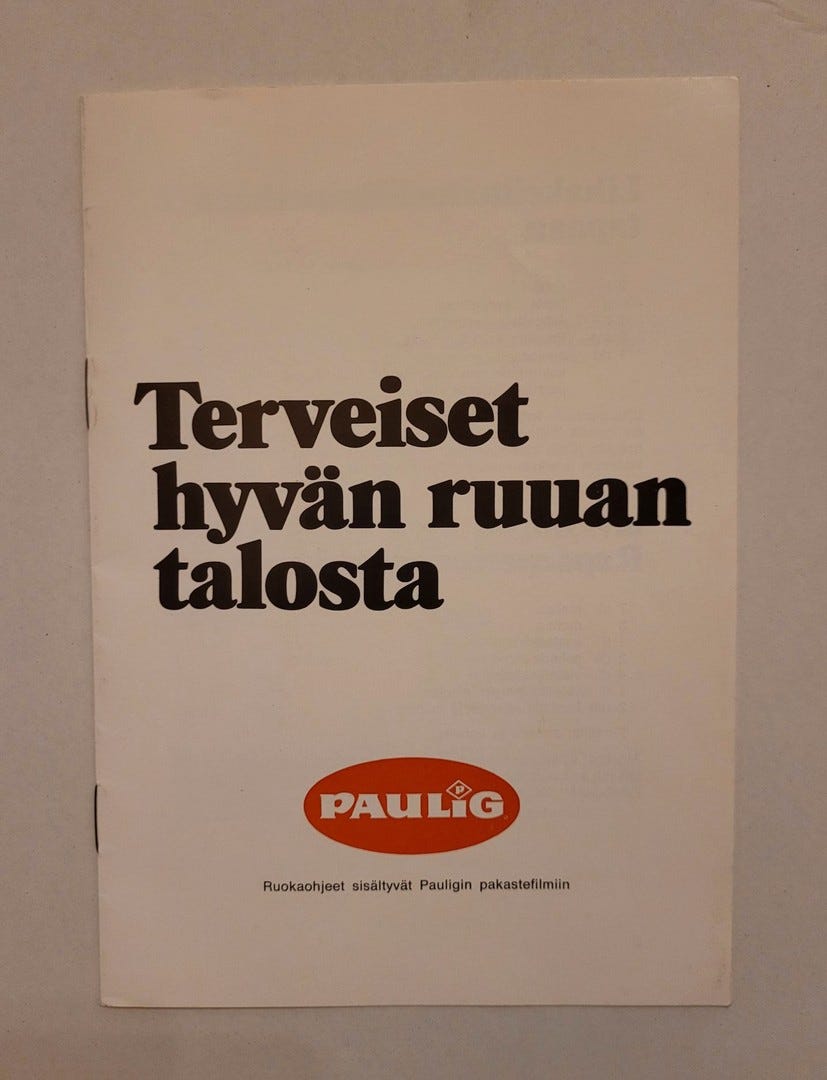 Terveiset
hyvän ruuan
talosta
PAULiG
Ruokaohjeet sisältyvät Pauligin pakastefilmiin